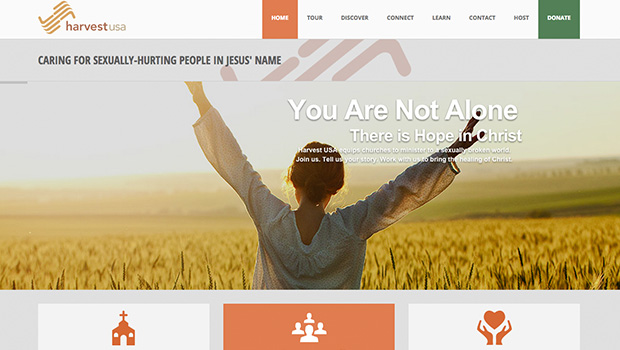 harvestusa
HOME TOUR DISCOVER CONNECT LEARN CONTACT HOST DONATE
CARING FOR SEXUALLY-HURTING PEOPLE IN JESUS' NAME
You Are Not Alone
There is Hope in Christ
Harvest USA equips churches to minister to a sexually broken world.
Join us. Tell us your story. Work with us to bring the healing of Christ.